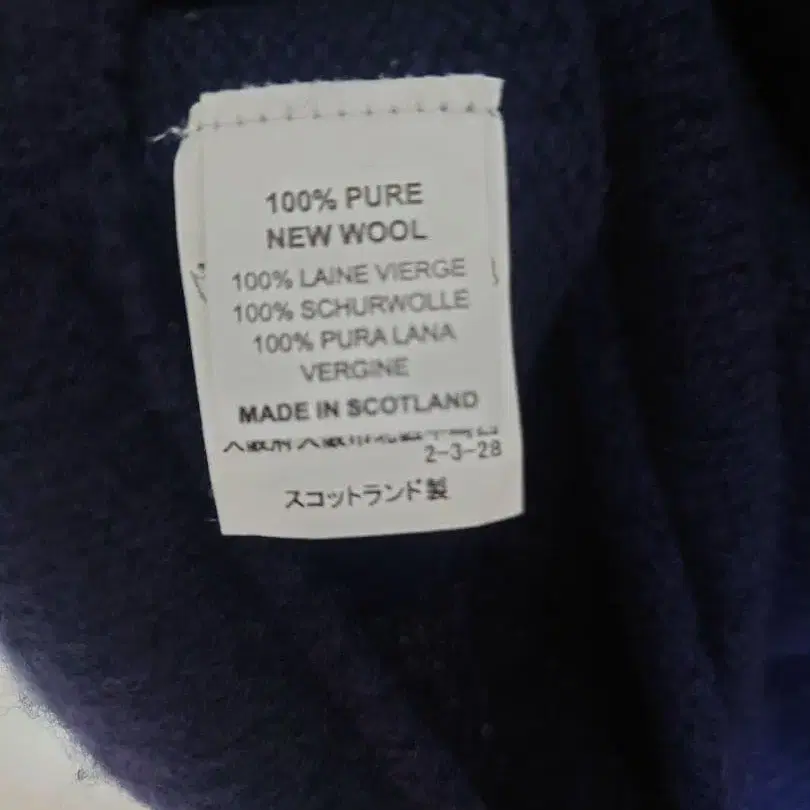 100% PURE
NEW WOOL
100% LAINE VIERGE
100% SCHURWOLLE
100% PURA LANA
VERGINE
MADE IN SCOTLAND
2-3-28
スコットランド製